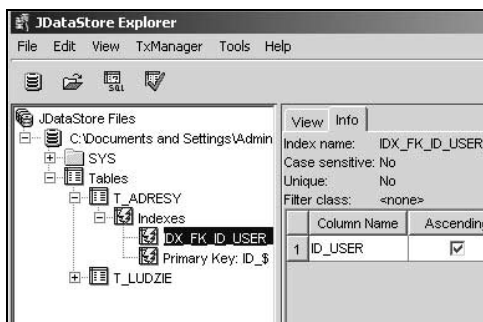 JDataStore Explorer
File Edit View TxManager Tools Help
SQL
JDataStore Files
C:\Documents and Settings\Admin
SYS
Tables
T_ADRESY
Indexes
IDX_FK_ID_USER
Primary Key: ID_$
T_LUDZIE
View Info
Index name: IDX_FK_ID_USER
Case sensitive: No
Unique: No
Filter class: <none>
Column Name Ascending
1 ID_USER